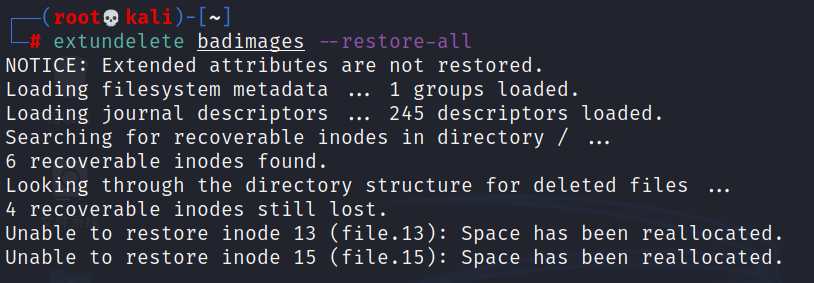 ┌──(root💀kali)-[~]
└─# extundelete badimages --restore-all
NOTICE: Extended attributes are not restored.
Loading filesystem metadata ... 1 groups loaded.
Loading journal descriptors ... 245 descriptors loaded.
Searching for recoverable inodes in directory / ...
6 recoverable inodes found.
Looking through the directory structure for deleted files ...
4 recoverable inodes still lost.
Unable to restore inode 13 (file.13): Space has been reallocated.
Unable to restore inode 15 (file.15): Space has been reallocated.